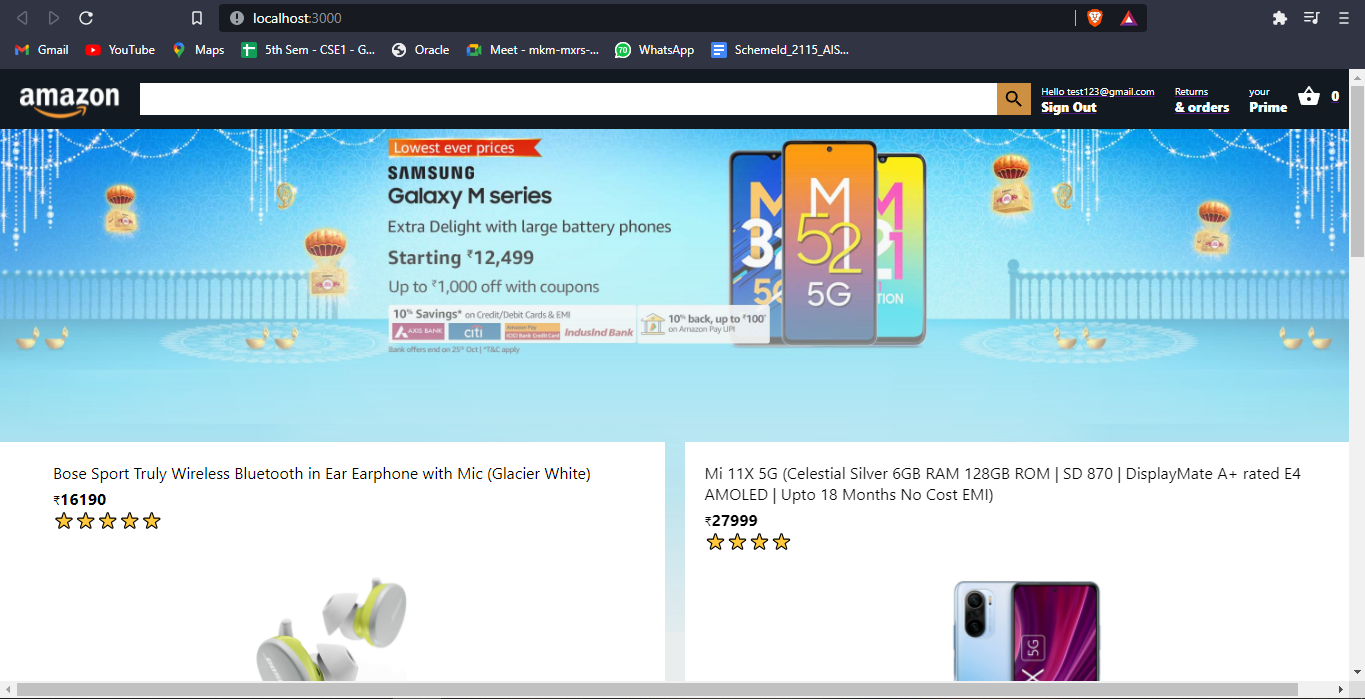 localhost:3000
Gmail
YouTube
Maps
5th Sem - CSE1 - G...
Oracle
Meet - mkm-mxrs-...
70
WhatsApp
Schemeld_2115_AIS...
amazon
Hello test123@gmail.com
Sign Out
Returns
& orders
your
Prime
0
Lowest ever prices
SAMSUNG
Galaxy M series
Extra Delight with large battery phones
Starting ₹12,499
Up to ₹1,000 off with coupons
10% Savings* on Credit/Debit Cards & EMI
AXIS BANK
citi
Amazon Pay
ICICI Bank Credit Card
IndusInd Bank
10% back, up to ₹100*
on Amazon Pay UPI
Bank offers end on 25th Oct | *T&C apply
M
52
5G
Bose Sport Truly Wireless Bluetooth in Ear Earphone with Mic (Glacier White)
₹16190
Mi 11X 5G (Celestial Silver 6GB RAM 128GB ROM | SD 870 | DisplayMate A+ rated E4
AMOLED | Upto 18 Months No Cost EMI)
₹27999
5G
X